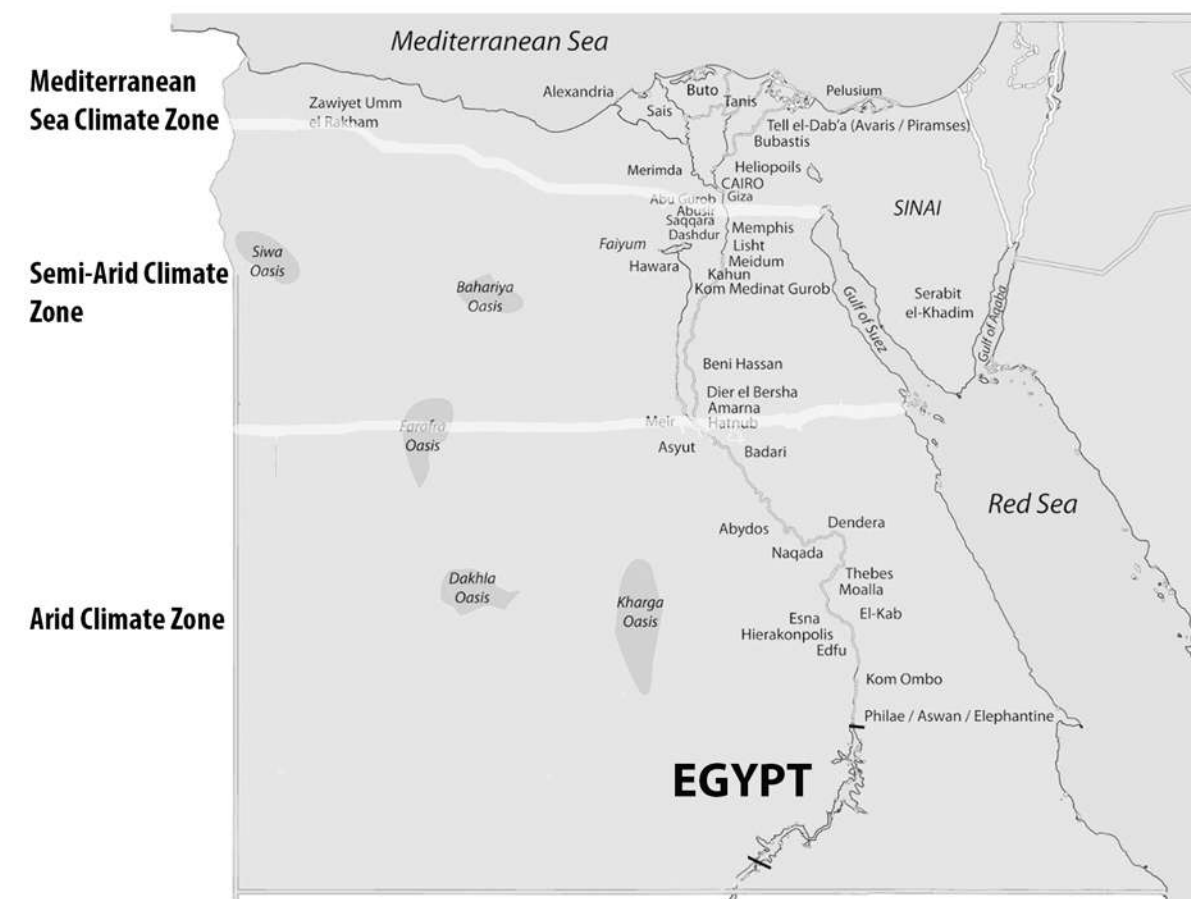 Mediterranean Sea
Mediterranean
Sea Climate Zone
Zawiyet Umm
el Rakham
Alexandria
Buto
Sais
Tanis
Pelusium
Tell el-Dab'a (Avaris / Piramses)
Bubastis
Merimda
Heliopoils
CAIRO
Giza
Abu Gurob
Abusir
Saqqara
Dashdur
SINAI
Memphis
Lisht
Meidum
Faiyum
Hawara
Kahun
Kom Medinat Gurob
Semi-Arid Climate
Zone
Siwa
Oasis
Bahariya
Oasis
Gulf of Suez
Serabit
el-Khadim
Gulf of Aqaba
Beni Hassan
Dier el Bersha
Amarna
Hatnub
Meir
Farafra
Oasis
Asyut
Badari
Red Sea
Abydos
Dendera
Naqada
Arid Climate Zone
Dakhla
Oasis
Kharga
Oasis
Thebes
Moalla
Esna
El-Kab
Hierakonpolis
Edfu
Kom Ombo
Philae / Aswan / Elephantine
EGYPT